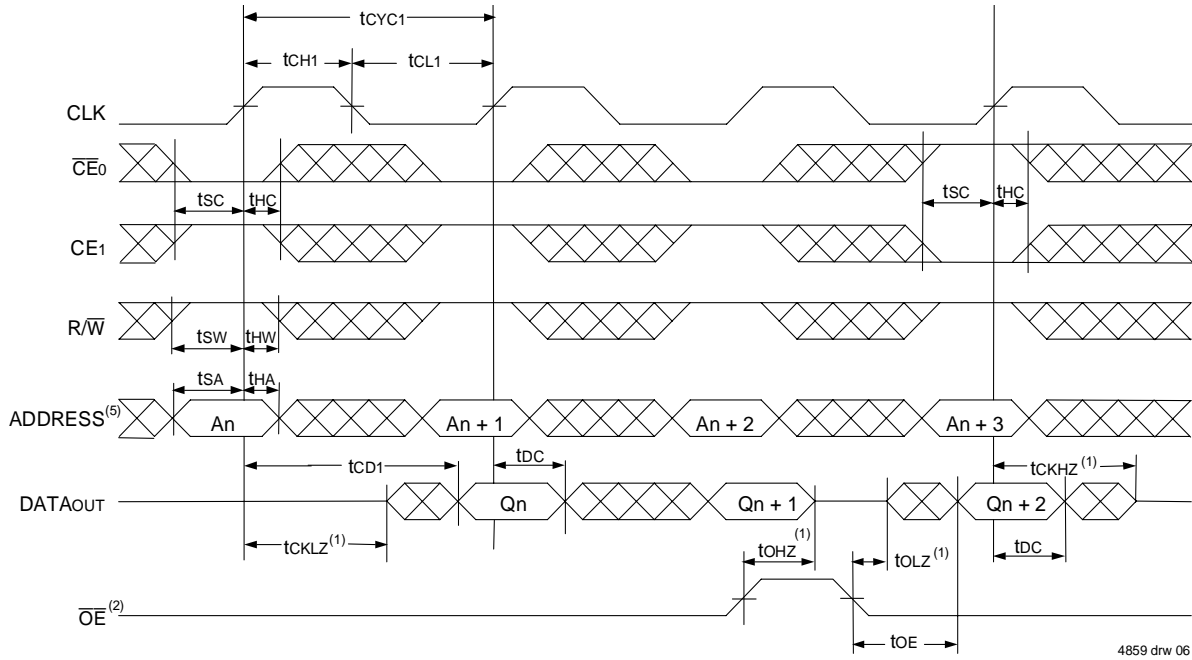 tCYC1
tCH1
tCL1
CLK
CE0
tSC
tHC
tSC
tHC
CE1
R/W
tSW
tHW
tSA
tHA
ADDRESS(5)
An
An + 1
An + 2
An + 3
tCD1
tDC
tCKHZ(1)
DATAOUT
Qn
Qn + 1
Qn + 2
tCKLZ(1)
tOHZ(1)
tOLZ(1)
tDC
OE(2)
tOE
4859 drw 06